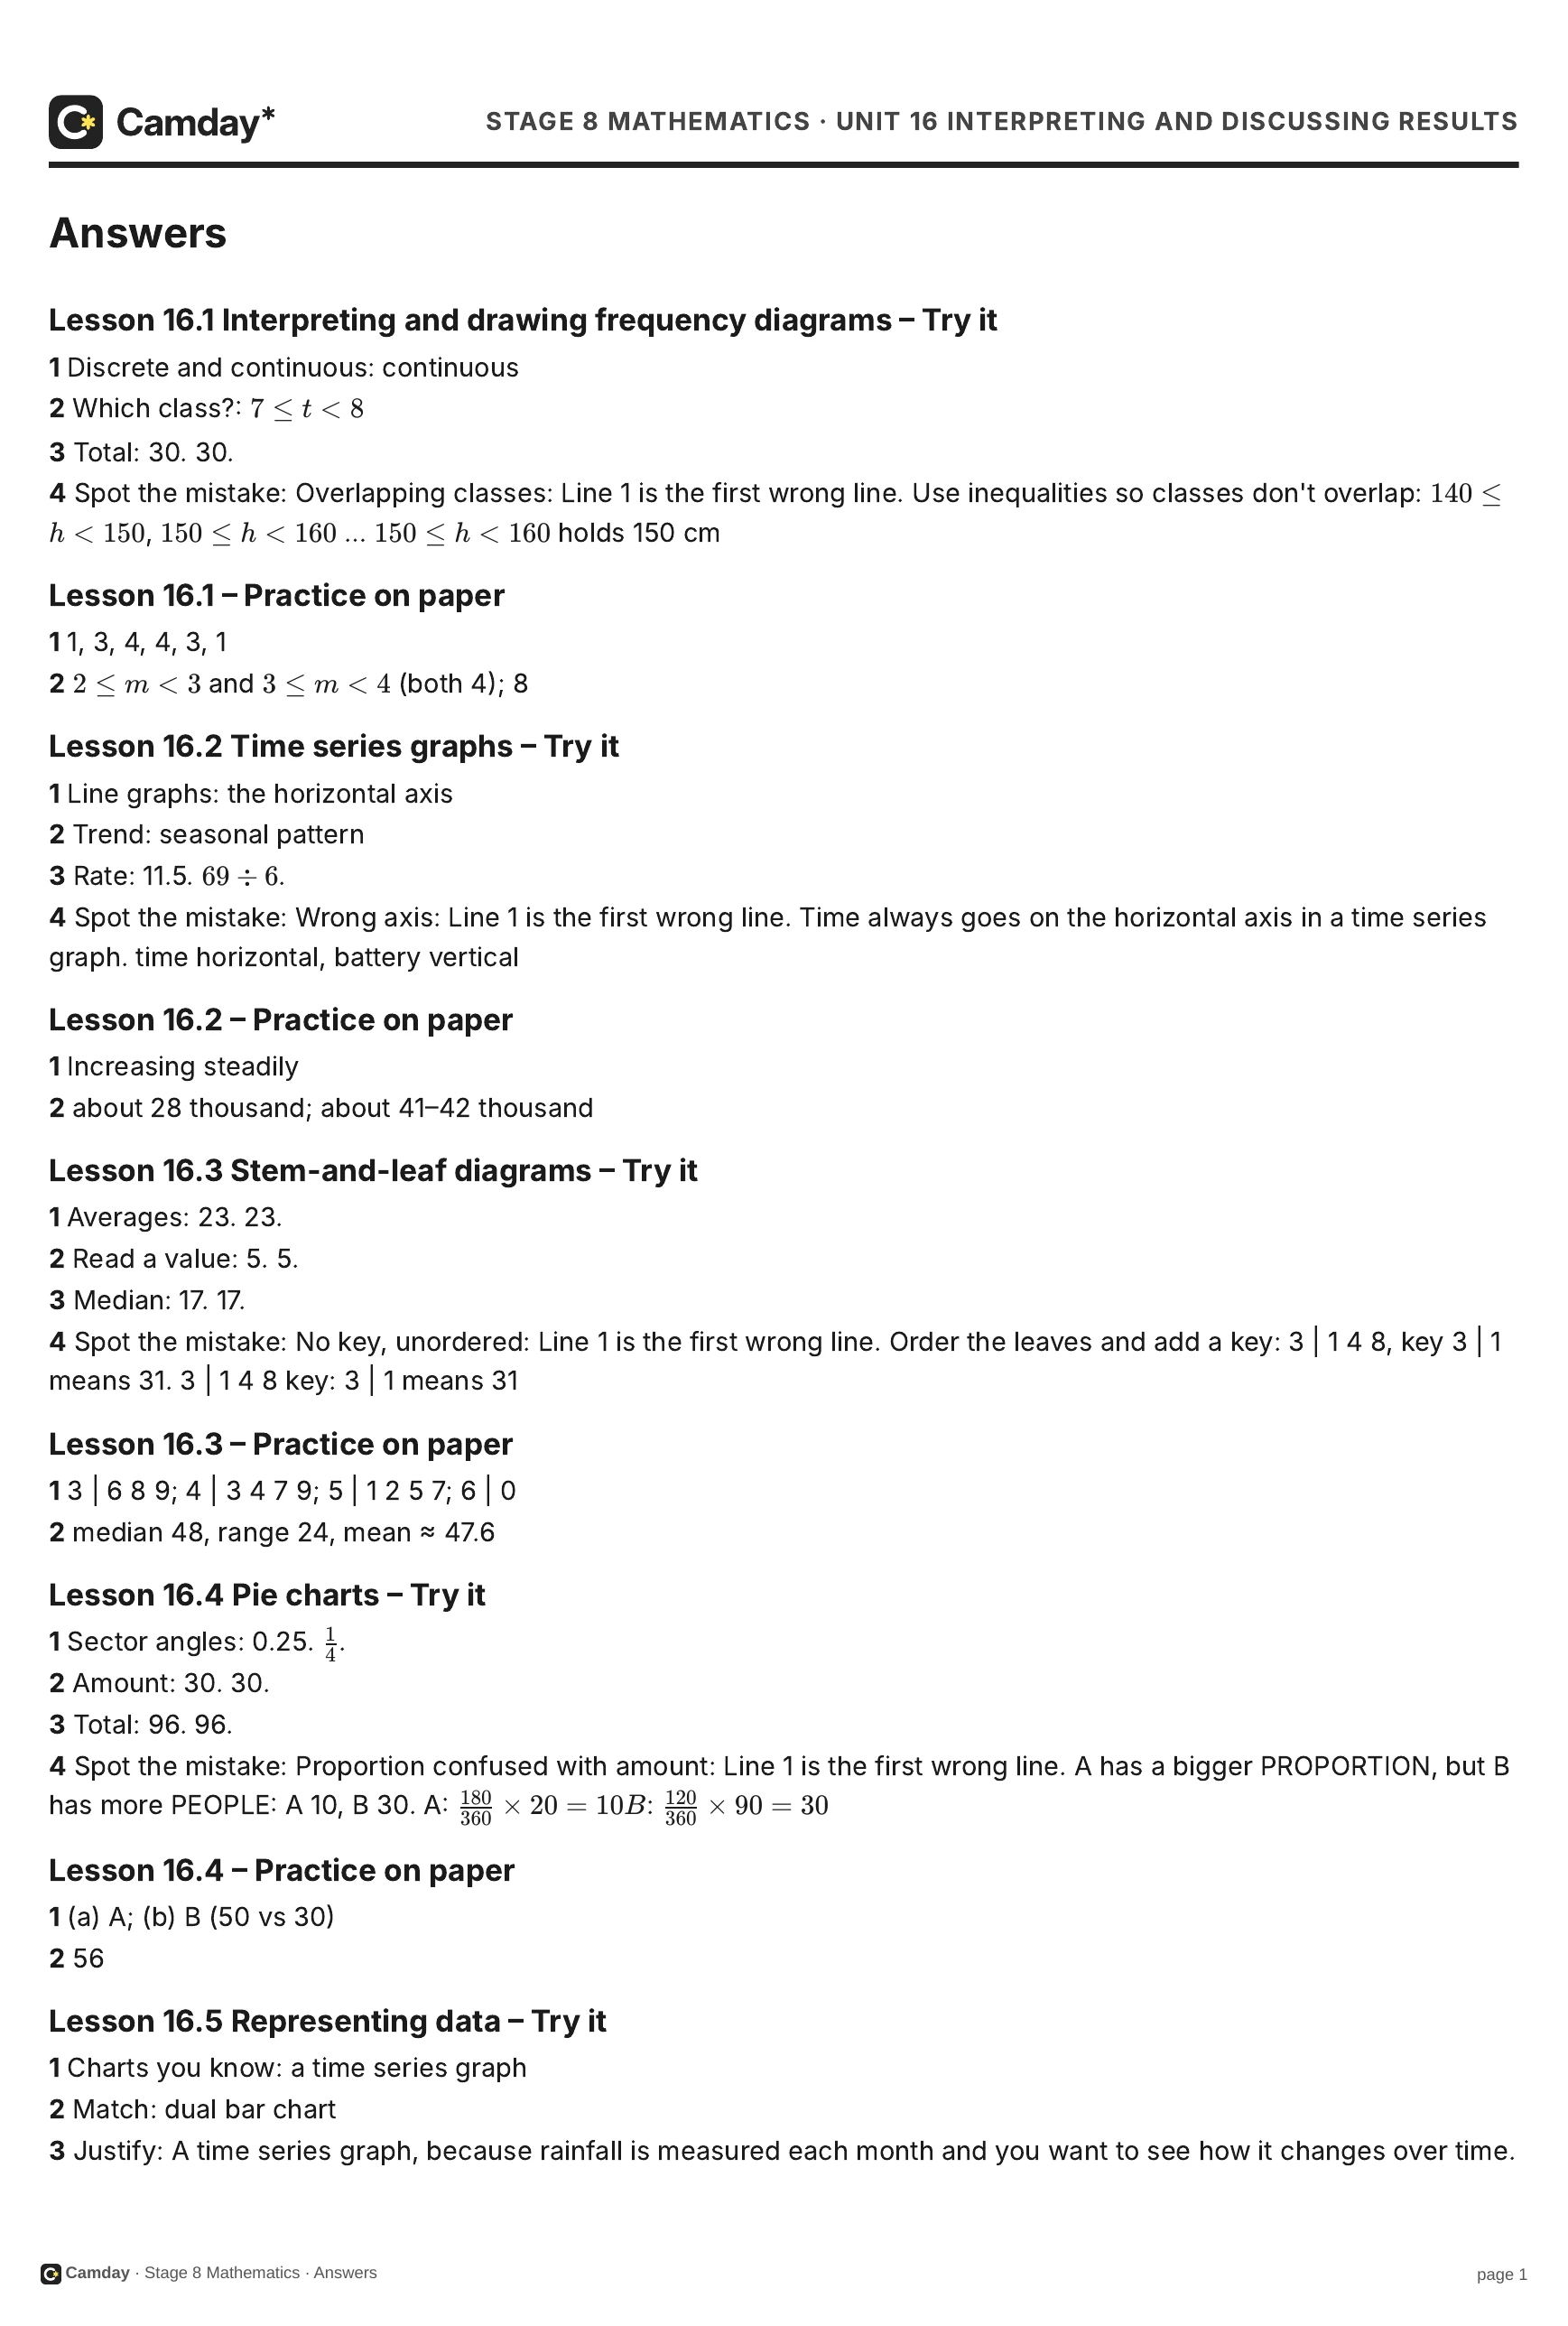 Camday*
STAGE 8 MATHEMATICS · UNIT 16 INTERPRETING AND DISCUSSING RESULTS
Answers
Lesson 16.1 Interpreting and drawing frequency diagrams – Try it
1 Discrete and continuous: continuous
2 Which class?: 7 ≤ t < 8
3 Total: 30. 30.
4 Spot the mistake: Overlapping classes: Line 1 is the first wrong line. Use inequalities so classes don't overlap: 140 ≤
h < 150, 150 ≤ h < 160 ... 150 ≤ h < 160 holds 150 cm
Lesson 16.1 – Practice on paper
1 1, 3, 4, 4, 3, 1
2 2 ≤ m < 3 and 3 ≤ m < 4 (both 4); 8
Lesson 16.2 Time series graphs – Try it
1 Line graphs: the horizontal axis
2 Trend: seasonal pattern
3 Rate: 11.5. 69 ÷ 6.
4 Spot the mistake: Wrong axis: Line 1 is the first wrong line. Time always goes on the horizontal axis in a time series
graph. time horizontal, battery vertical
Lesson 16.2 – Practice on paper
1 Increasing steadily
2 about 28 thousand; about 41–42 thousand
Lesson 16.3 Stem-and-leaf diagrams – Try it
1 Averages: 23. 23.
2 Read a value: 5. 5.
3 Median: 17. 17.
4 Spot the mistake: No key, unordered: Line 1 is the first wrong line. Order the leaves and add a key: 3 | 1 4 8, key 3 | 1
means 31. 3 | 1 4 8 key: 3 | 1 means 31
Lesson 16.3 – Practice on paper
1 3 | 6 8 9; 4 | 3 4 7 9; 5 | 1 2 5 7; 6 | 0
2 median 48, range 24, mean ≈ 47.6
Lesson 16.4 Pie charts – Try it
1 Sector angles: 0.25. 1/4.
2 Amount: 30. 30.
3 Total: 96. 96.
4 Spot the mistake: Proportion confused with amount: Line 1 is the first wrong line. A has a bigger PROPORTION, but B
has more PEOPLE: A 10, B 30. A: 180/360 × 20 = 10B: 120/360 × 90 = 30
Lesson 16.4 – Practice on paper
1 (a) A; (b) B (50 vs 30)
2 56
Lesson 16.5 Representing data – Try it
1 Charts you know: a time series graph
2 Match: dual bar chart
3 Justify: A time series graph, because rainfall is measured each month and you want to see how it changes over time.
Camday · Stage 8 Mathematics · Answers
page 1